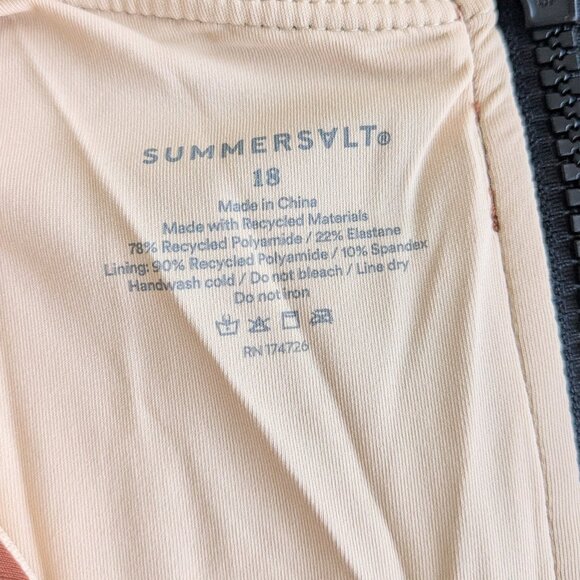 SUMMERSALT®
18
Made in China
Made with Recycled Materials
78% Recycled Polyamide / 22% Elastane
Lining: 90% Recycled Polyamide / 10% Spandex
Handwash cold / Do not bleach / Line dry
Do not iron
RN 174726